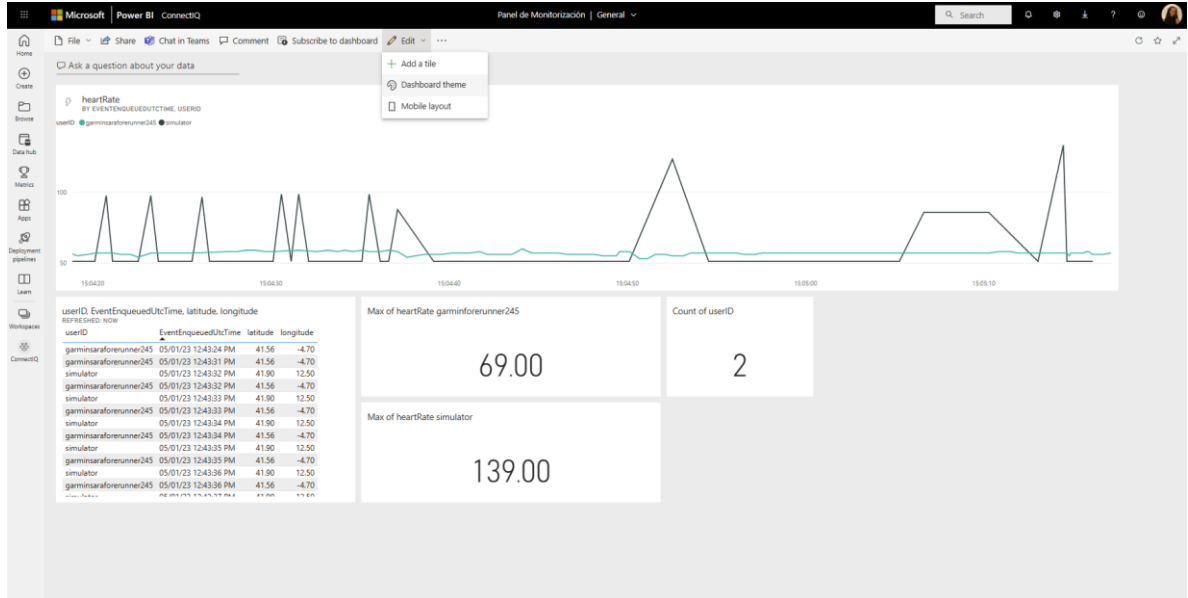 Microsoft Power BI ConnectIQ Panel de Monitorización | General Search
File Share Chat in Teams Comment Subscribe to dashboard Edit
Home
Create
Browse
Data hub
Metrics
Apps
Deployment
pipelines
Learn
Workspaces
ConnectIQ
Ask a question about your data
Add a tile
Dashboard theme
Mobile layout
heartRate
BY EVENTENQUEUEDUTCTIME, USERID
userID garminsaraforerunner245 simulator
100
50
15:04:20 15:04:30 15:04:40 15:04:50 15:05:00 15:05:10
userID, EventEnqueuedUtcTime, latitude, longitude
REFRESHED: NOW
userID EventEnqueuedUtcTime latitude longitude
garminsaraforerunner245 05/01/23 12:43:24 PM 41.56 -4.70
garminsaraforerunner245 05/01/23 12:43:31 PM 41.56 -4.70
simulator 05/01/23 12:43:32 PM 41.90 12.50
garminsaraforerunner245 05/01/23 12:43:32 PM 41.56 -4.70
simulator 05/01/23 12:43:33 PM 41.90 12.50
garminsaraforerunner245 05/01/23 12:43:33 PM 41.56 -4.70
simulator 05/01/23 12:43:34 PM 41.90 12.50
garminsaraforerunner245 05/01/23 12:43:34 PM 41.56 -4.70
simulator 05/01/23 12:43:35 PM 41.90 12.50
garminsaraforerunner245 05/01/23 12:43:35 PM 41.56 -4.70
simulator 05/01/23 12:43:36 PM 41.90 12.50
garminsaraforerunner245 05/01/23 12:43:36 PM 41.56 -4.70
Max of heartRate garminforerunner245
69.00
Count of userID
2
Max of heartRate simulator
139.00